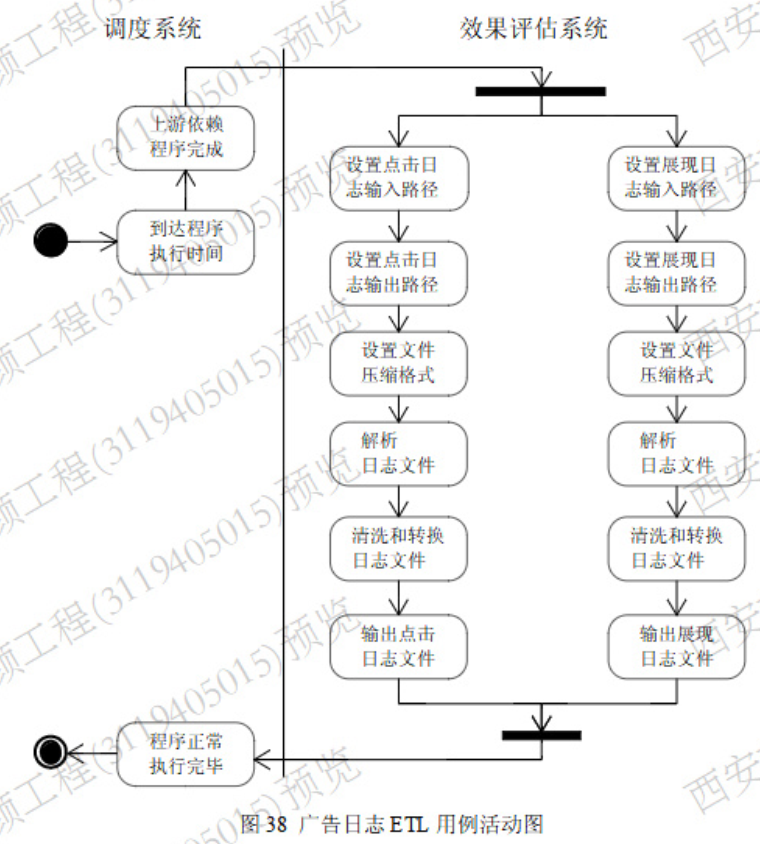 调度系统
效果评估系统
上游依赖
程序完成
到达程序
执行时间
设置点击日
志输入路径
设置点击日
志输出路径
设置文件
压缩格式
解析
日志文件
清洗和转换
日志文件
输出点击
日志文件
设置展现日
志输入路径
设置展现日
志输出路径
设置文件
压缩格式
解析
日志文件
清洗和转换
日志文件
输出展现
日志文件
程序正常
执行完毕
图 38 广告日志 ETL 用例活动图
硕工程(3119405015)预览
硕工程(3119405015)预览
硕工程(3119405015)预览
硕工程(3119405015)预览
硕工程(3119405015)预览
西安
西安
西安
西安
西安